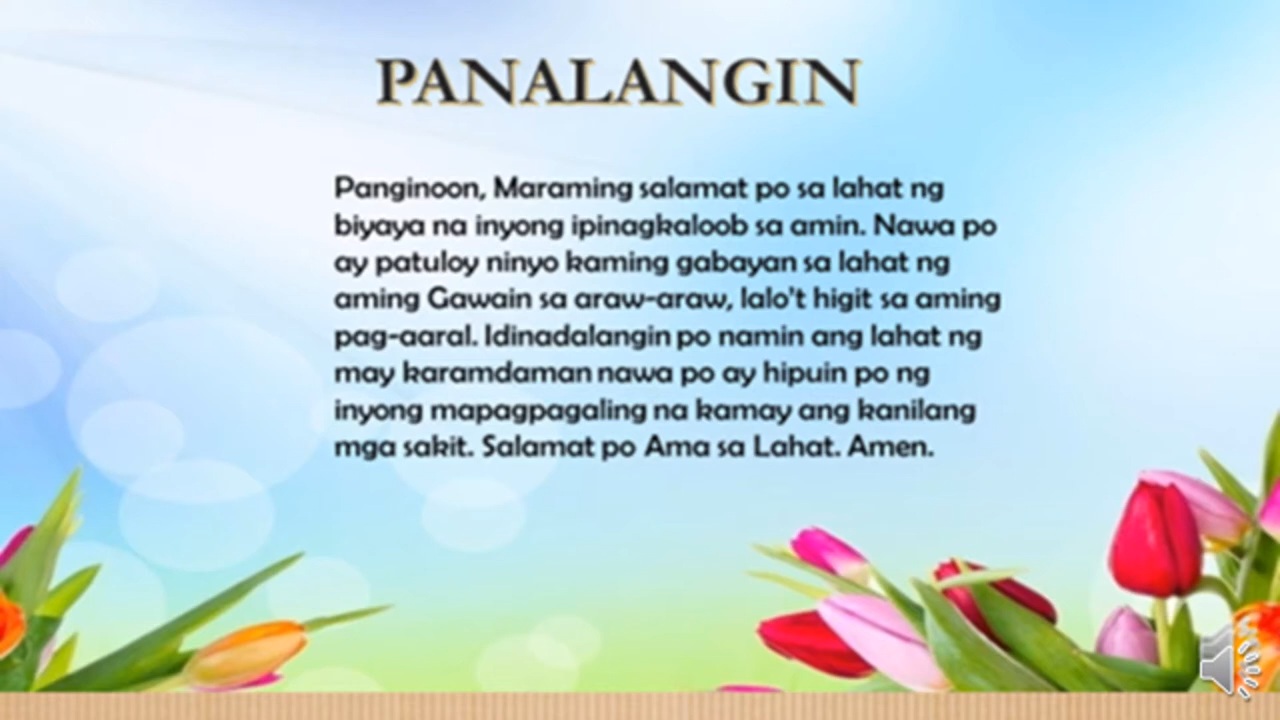 PANALANGIN
Panginoon, Maraming salamat po sa lahat ng
biyaya na inyong ipinagkaloob sa amin. Nawa po
ay patuloy ninyo kaming gabayan sa lahat ng
aming Gawain sa araw-araw, lalo't higit sa aming
pag-aaral. Idinadalangin po namin ang lahat ng
may karamdaman nawa po ay hipuin po ng
inyong mapagpagaling na kamay ang kanilang
mga sakit. Salamat po Ama sa Lahat. Amen.